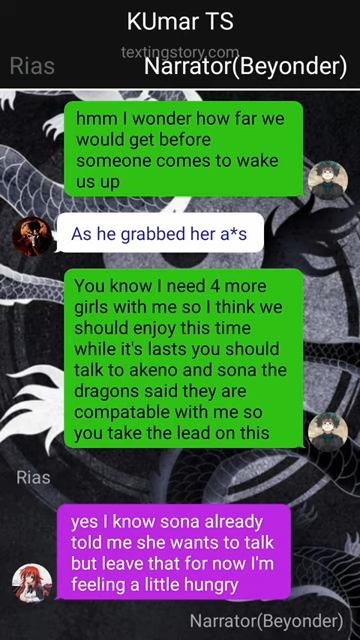 KUmar TS
textingstory.com
Rias
Narrator(Beyonder)
hmm I wonder how far we
would get before
someone comes to wake
us up
As he grabbed her a*s
You know I need 4 more
girls with me so I think we
should enjoy this time
while it's lasts you should
talk to akeno and sona the
dragons said they are
compatable with me so
you take the lead on this
Rias
yes I know sona already
told me she wants to talk
but leave that for now I'm
feeling a little hungry
Narrator(Beyonder)